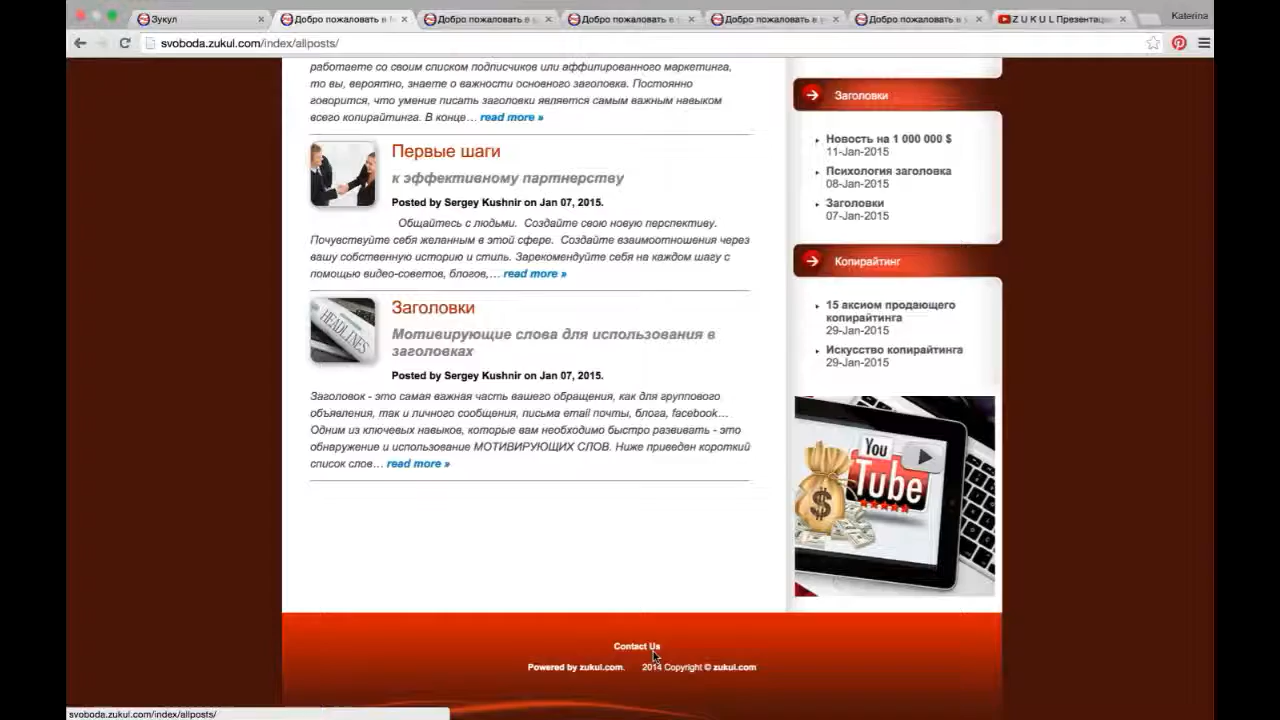 Зукул
Добро пожаловать в
Добро пожаловать в
Добро пожаловать в
Добро пожаловать в
Добро пожаловать в
Z U K U L Презентаци
Katerina
svoboda.zukul.com/index/allposts/
работаете со своим списком подписчиков или аффилированного маркетинга,
то вы, вероятно, знаете о важности основного заголовка. Постоянно
говорится, что умение писать заголовки является самым важным навыком
всего копирайтинга. В конце… read more »
Первые шаги
к эффективному партнерству
Posted by Sergey Kushnir on Jan 07, 2015.
Общайтесь с людьми. Создайте свою новую перспективу.
Почувствуйте себя желанным в этой сфере. Создайте взаимоотношения через
вашу собственную историю и стиль. Зарекомендуйте себя на каждом шагу с
помощью видео-советов, блогов,… read more »
HEADLINES
Заголовки
Мотивирующие слова для использования в
заголовках
Posted by Sergey Kushnir on Jan 07, 2015.
Заголовок - это самая важная часть вашего обращения, как для группового
объявления, так и личного сообщения, письма email почты, блога, facebook…
Одним из ключевых навыков, которые вам необходимо быстро развивать - это
обнаружение и использование МОТИВИРУЮЩИХ СЛОВ. Ниже приведен короткий
список слов… read more »
Заголовки
Новость на 1 000 000 $
11-Jan-2015
Психология заголовка
08-Jan-2015
Заголовки
07-Jan-2015
Копирайтинг
15 аксиом продающего
копирайтинга
29-Jan-2015
Искусство копирайтинга
29-Jan-2015
You
Tube
$
Contact Us
Powered by zukul.com. 2014 Copyright © zukul.com
svoboda.zukul.com/index/allposts/